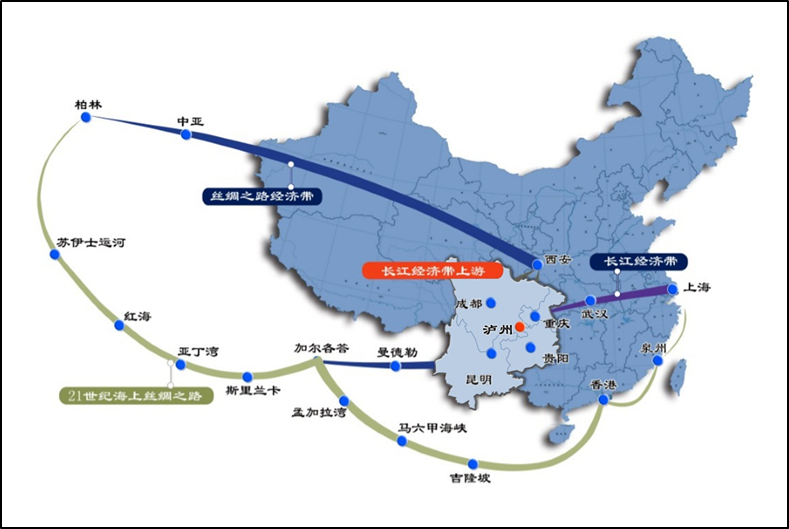 柏林
中亚
丝绸之路经济带
苏伊士运河
西安
长江经济带
长江经济带上游
上海
成都
武汉
红海
泸州
重庆
亚丁湾
加尔各答
曼德勒
贵阳
泉州
斯里兰卡
昆明
香港
21世纪海上丝绸之路
孟加拉湾
马六甲海峡
吉隆坡